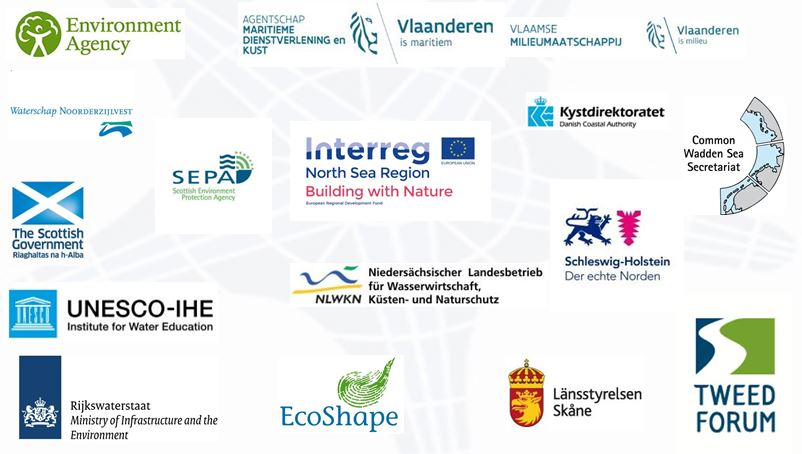 Environment
Agency
AGENTSCHAP
MARITIEME
DIENSTVERLENING en
KUST
Vlaanderen
is maritiem
VLAAMSE
MILIEUMAATSCHAPPIJ
Vlaanderen
is milieu
Waterschap NOORDERZIJLVEST
SEPA
Scottish Environment
Protection Agency
Interreg
EUROPEAN UNION
North Sea Region
Building with Nature
European Regional Development Fund
Kystdirektoratet
Danish Coastal Authority
Common
Wadden Sea
Secretariat
The Scottish
Government
Riaghaltas na h-Alba
NLWKN
Niedersächsischer Landesbetrieb
für Wasserwirtschaft,
Küsten- und Naturschutz
Schleswig-Holstein
Der echte Norden
UNESCO-IHE
Institute for Water Education
Rijkswaterstaat
Ministry of Infrastructure and the
Environment
EcoShape
Länsstyrelsen
Skåne
TWEED
FORUM